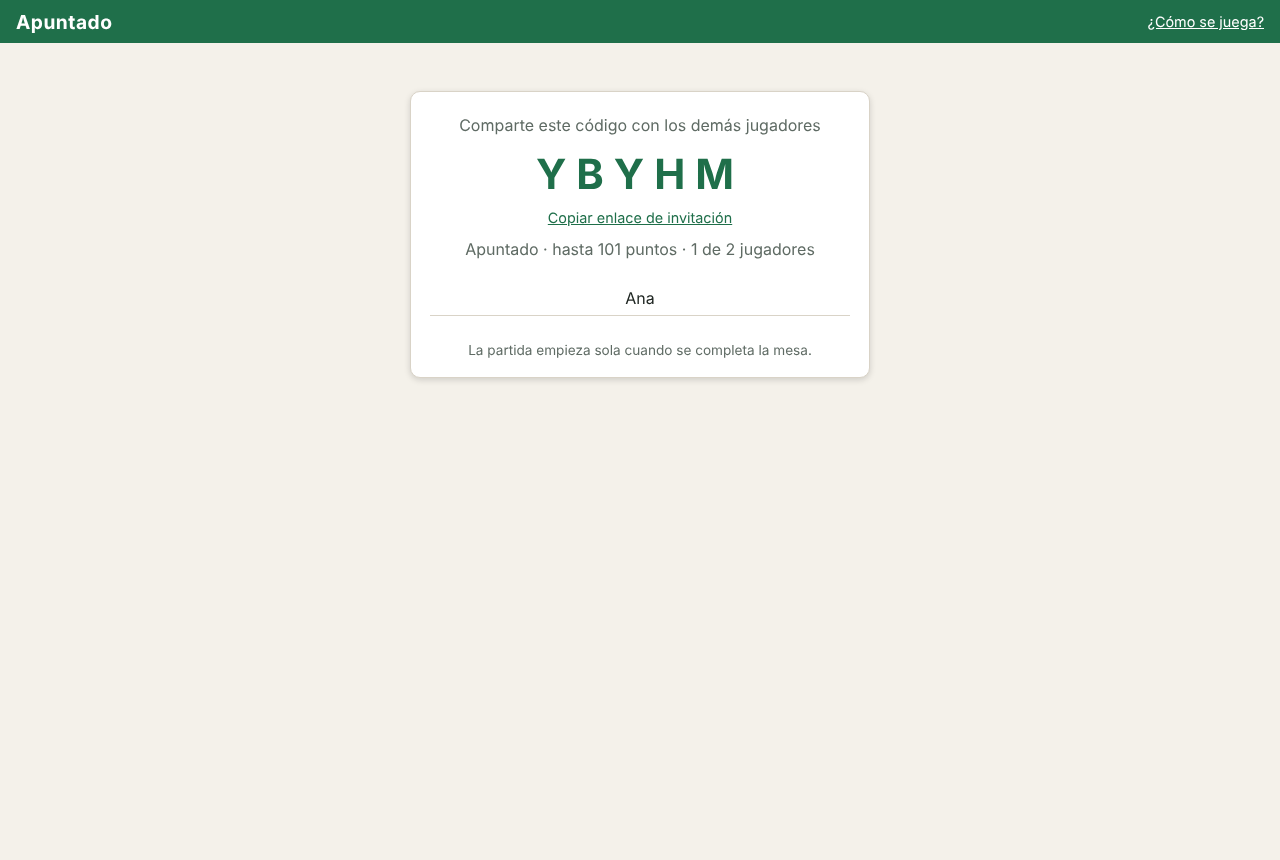 Apuntado
¿Cómo se juega?
Comparte este código con los demás jugadores
YBYHM
Copiar enlace de invitación
Apuntado · hasta 101 puntos · 1 de 2 jugadores
Ana
La partida empieza sola cuando se completa la mesa.